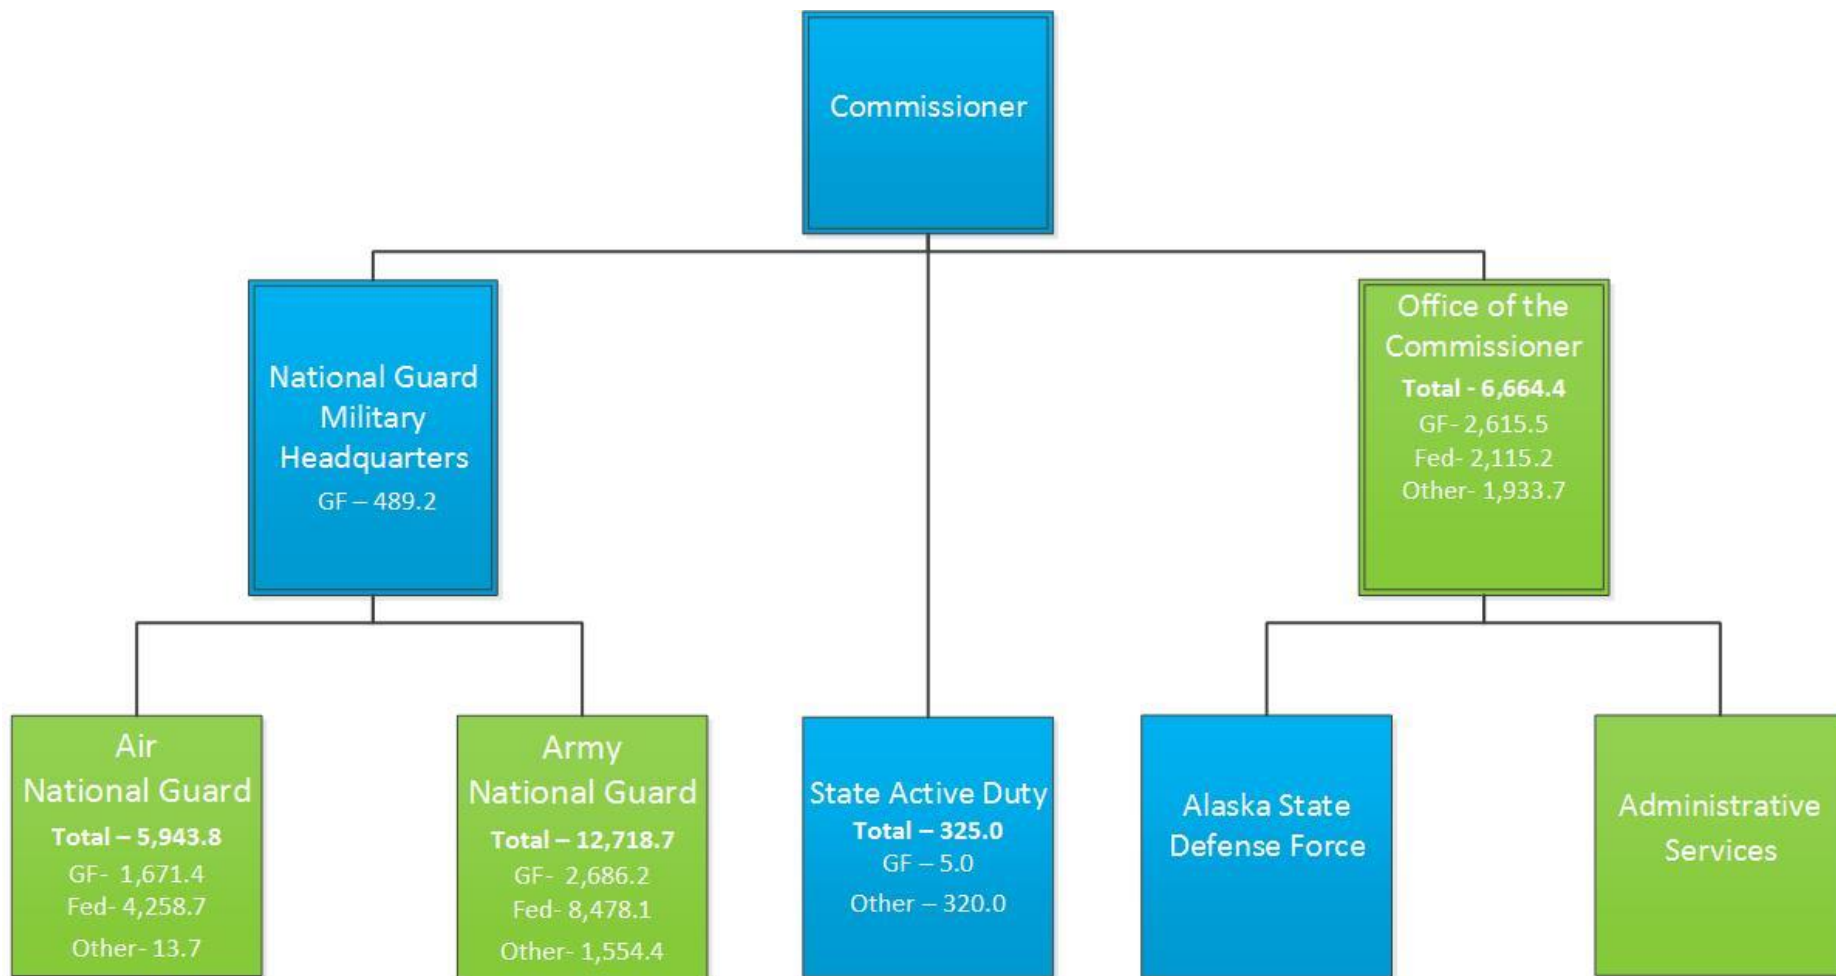 Commissioner
National Guard
Military
Headquarters
GF – 489.2
Office of the
Commissioner
Total - 6,664.4
GF- 2,615.5
Fed- 2,115.2
Other- 1,933.7
Air
National Guard
Total – 5,943.8
GF- 1,671.4
Fed- 4,258.7
Other- 13.7
Army
National Guard
Total – 12,718.7
GF- 2,686.2
Fed- 8,478.1
Other- 1,554.4
State Active Duty
Total – 325.0
GF – 5.0
Other – 320.0
Alaska State
Defense Force
Administrative
Services